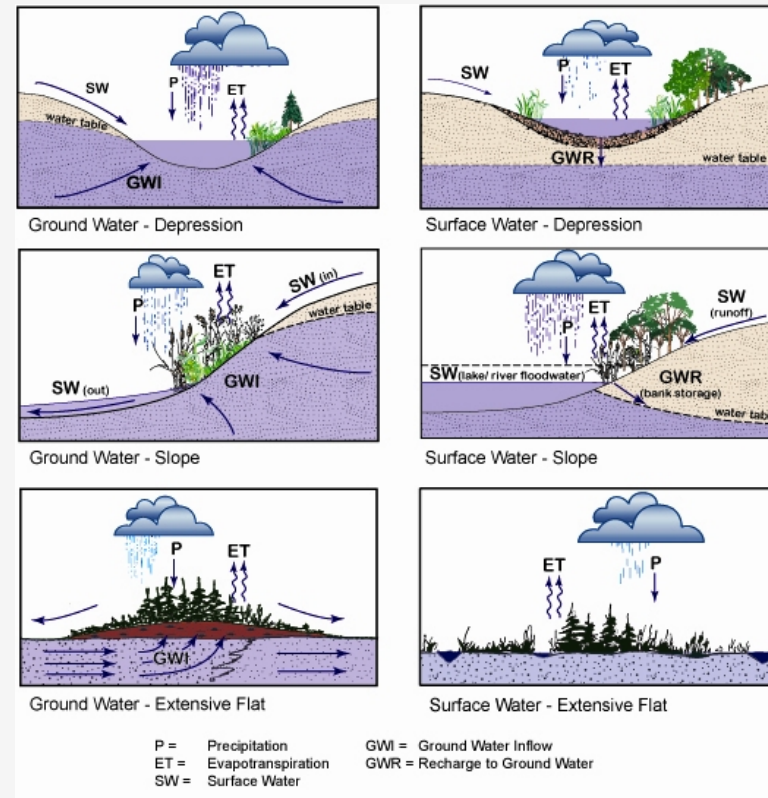 SW
P
ET
water table
GWI
Ground Water - Depression
SW
P
ET
GWR
water table
Surface Water - Depression
ET
SW (in)
P
water table
GWI
SW (out)
Ground Water - Slope
SW
(runoff)
ET
P
SW (lake/ river floodwater)
GWR
(bank storage)
water tab
Surface Water - Slope
P
ET
GWI
Ground Water - Extensive Flat
ET
P
Surface Water - Extensive Flat
P = Precipitation GWI = Ground Water Inflow
ET = Evapotranspiration GWR = Recharge to Ground Water
SW = Surface Water